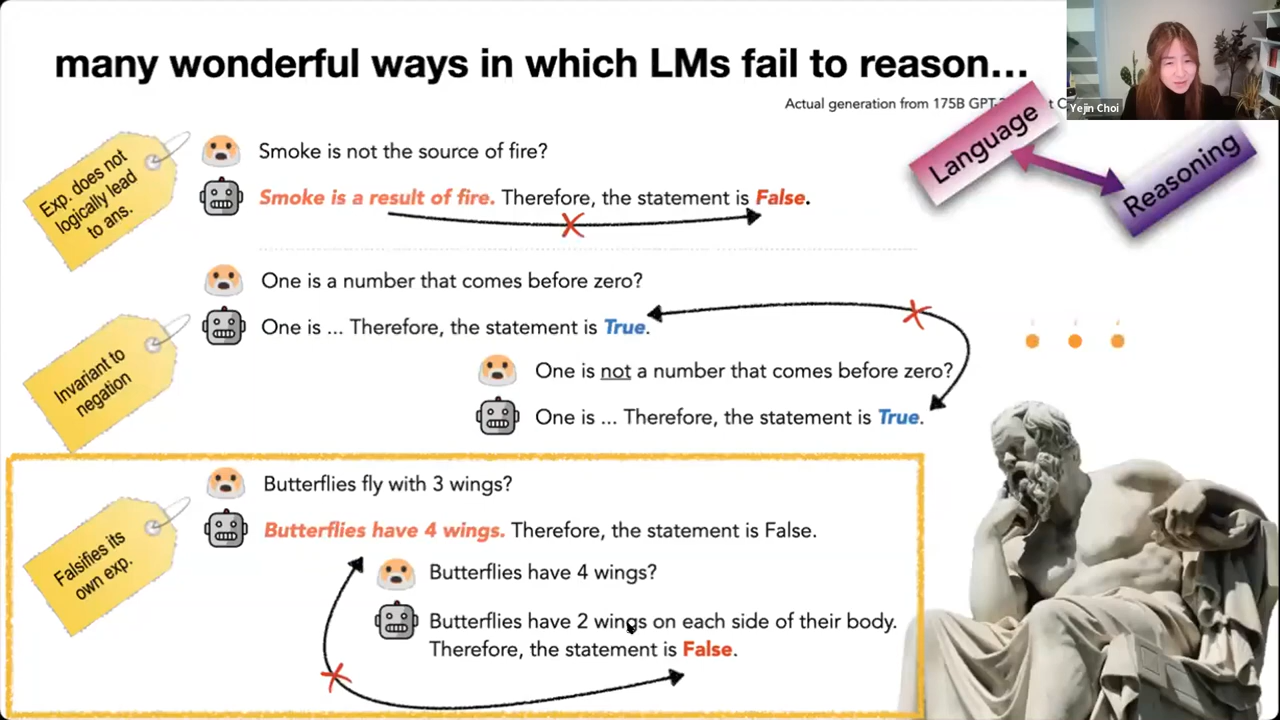 many wonderful ways in which LMs fail to reason...
Actual generation from 175B
Yejin Choi
Language
Reasoning
Exp. does not
logically lead
to ans.
Smoke is not the source of fire?
Smoke is a result of fire. Therefore, the statement is False.
Invariant to
negation
One is a number that comes before zero?
One is ... Therefore, the statement is True.
One is not a number that comes before zero?
One is ... Therefore, the statement is True.
Falsifies its
own exp.
Butterflies fly with 3 wings?
Butterflies have 4 wings. Therefore, the statement is False.
Butterflies have 4 wings?
Butterflies have 2 wings on each side of their body.
Therefore, the statement is False.